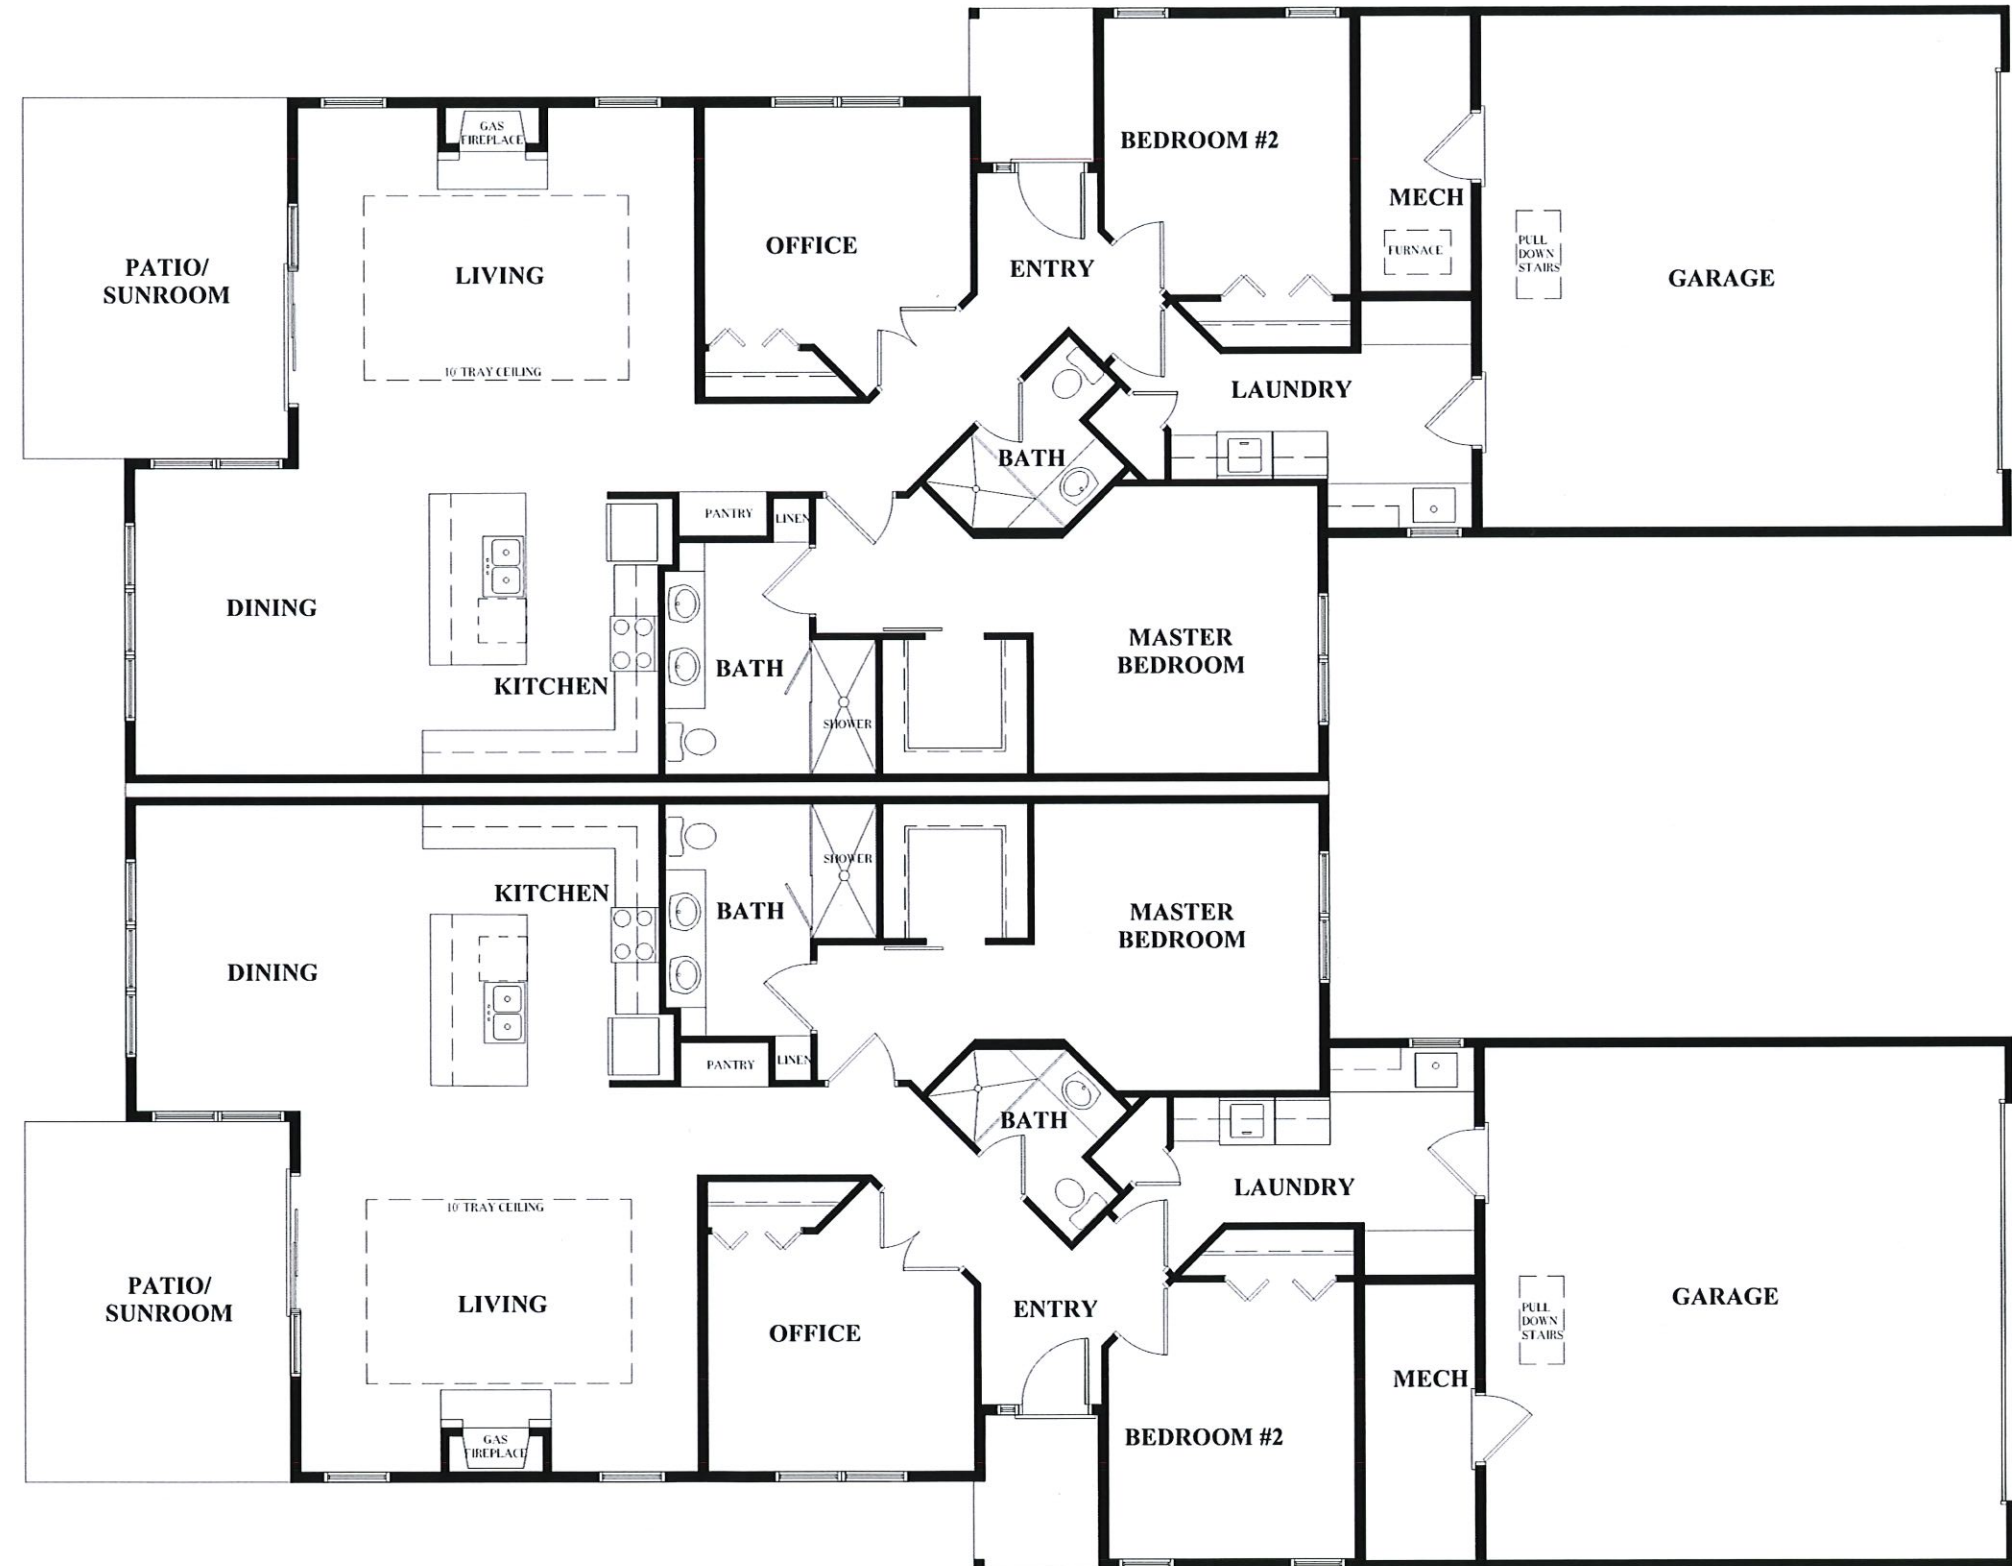 GAS
FIREPLACE
BEDROOM #2
MECH
FURNACE
PULL
DOWN
STAIRS
GARAGE
OFFICE
ENTRY
LIVING
PATIO/
SUNROOM
10' TRAY CEILING
LAUNDRY
BATH
PANTRY
LINEN
DINING
KITCHEN
BATH
SHOWER
MASTER
BEDROOM
KITCHEN
BATH
SHOWER
MASTER
BEDROOM
DINING
PANTRY
LINEN
BATH
LAUNDRY
10' TRAY CEILING
PATIO/
SUNROOM
LIVING
OFFICE
ENTRY
PULL
DOWN
STAIRS
GARAGE
MECH
GAS
FIREPLACE
BEDROOM #2